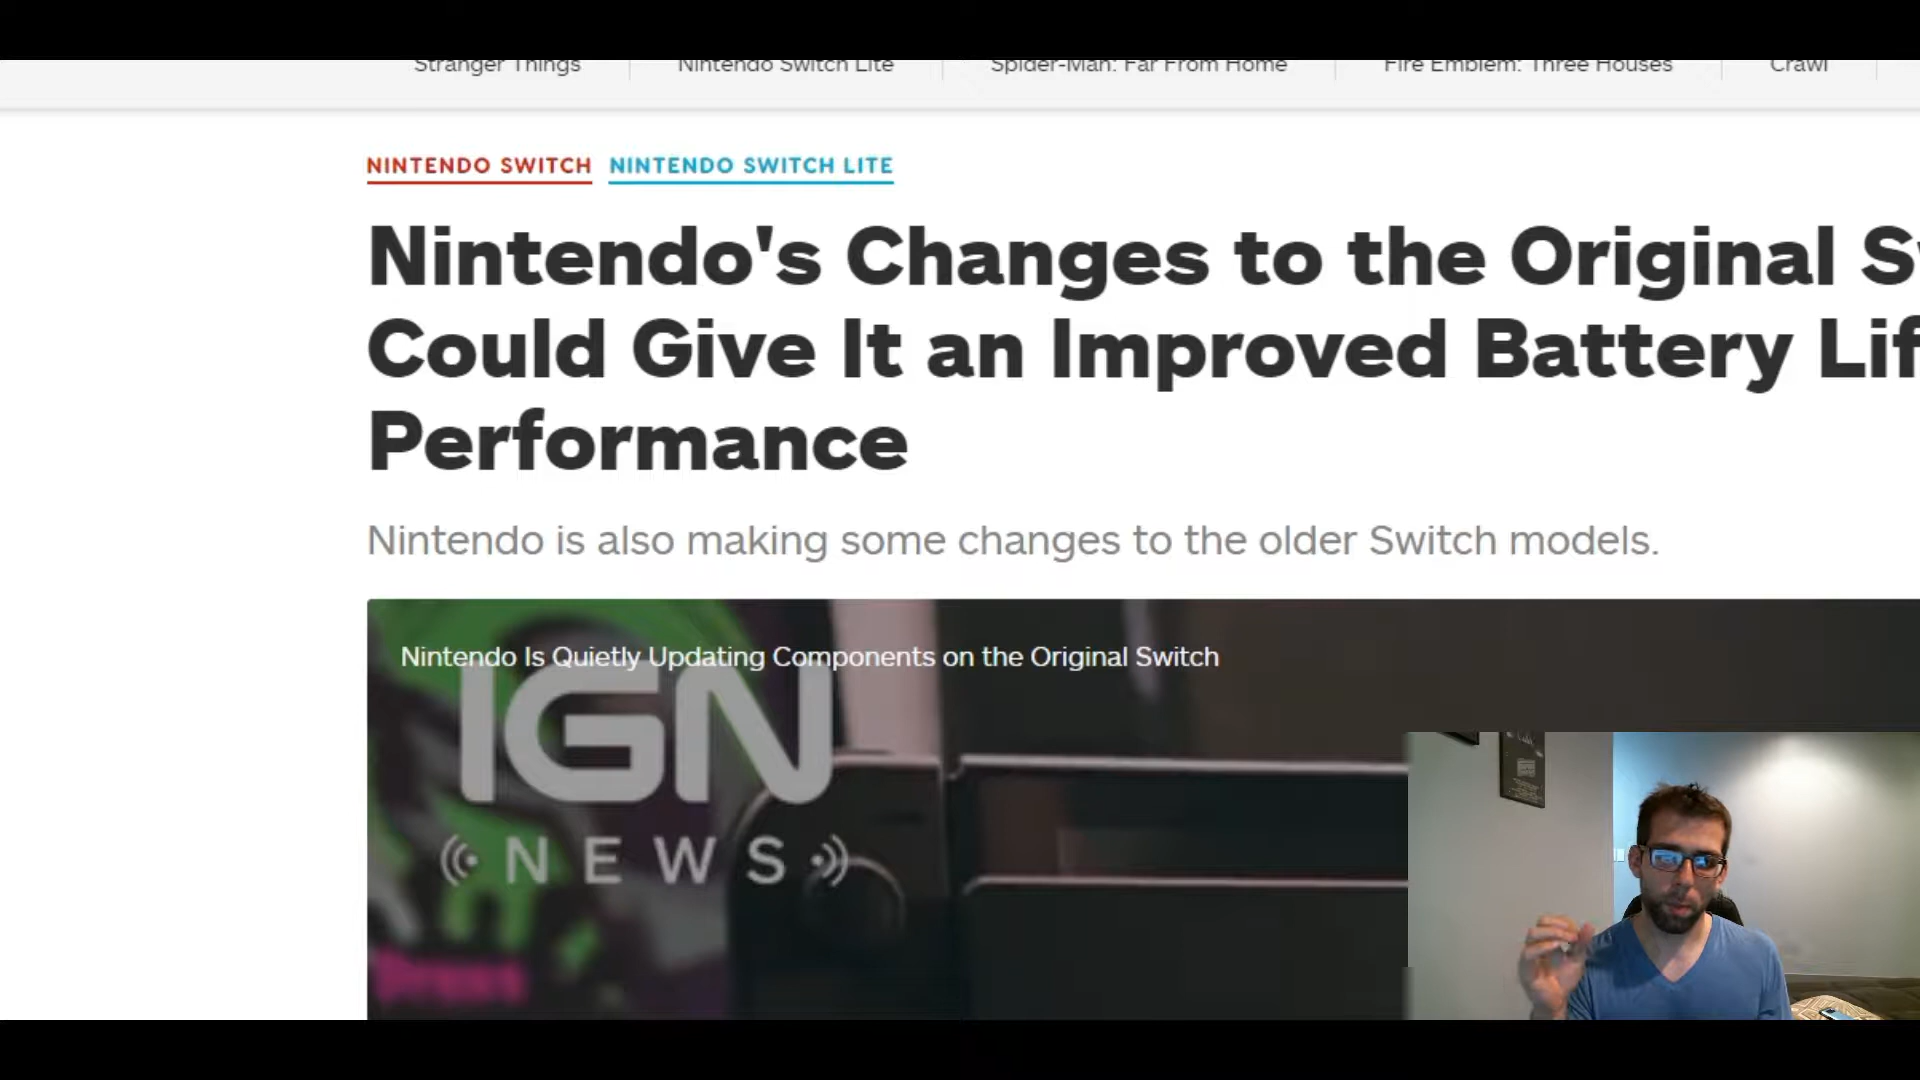 Stranger Things Nintendo Switch Lite Spider-Man: Far From Home Fire Emblem: Three Houses Crawl
NINTENDO SWITCH NINTENDO SWITCH LITE
Nintendo's Changes to the Original
Could Give It an Improved Battery
Performance
Nintendo is also making some changes to the older Switch models.
Nintendo Is Quietly Updating Components on the Original Switch
IGN
NEWS